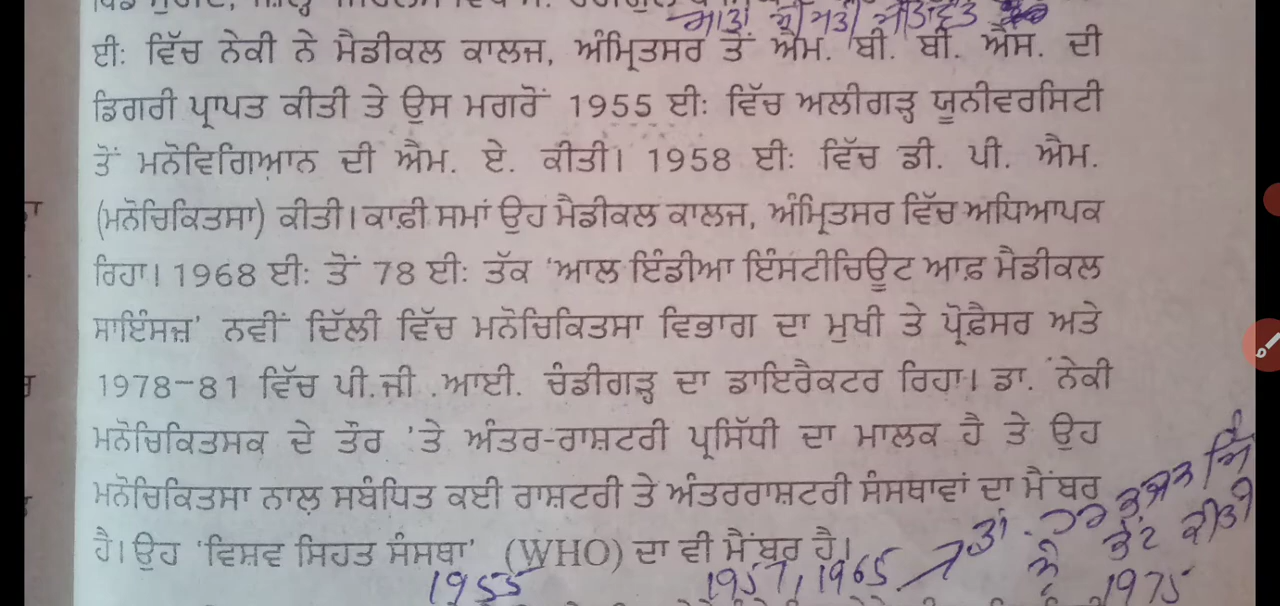 ਮਾਤਾ ਸ਼੍ਰੀਮਤੀ
ਈ: ਵਿੱਚ ਨੇਕੀ ਨੇ ਮੈਡੀਕਲ ਕਾਲਜ, ਅੰਮ੍ਰਿਤਸਰ ਤੋਂ ਐਮ. ਬੀ. ਬੀ. ਐਸ. ਦੀ
ਡਿਗਰੀ ਪ੍ਰਾਪਤ ਕੀਤੀ ਤੇ ਉਸ ਮਗਰੋਂ 1955 ਈ: ਵਿੱਚ ਅਲੀਗੜ੍ਹ ਯੂਨੀਵਰਸਿਟੀ
ਤੋਂ ਮਨੋਵਿਗਿਆਨ ਦੀ ਐਮ. ਏ. ਕੀਤੀ। 1958 ਈ: ਵਿੱਚ ਡੀ. ਪੀ. ਐਮ.
(ਮਨੋਚਿਕਿਤਸਾ) ਕੀਤੀ। ਕਾਫ਼ੀ ਸਮਾਂ ਉਹ ਮੈਡੀਕਲ ਕਾਲਜ, ਅੰਮ੍ਰਿਤਸਰ ਵਿੱਚ ਅਧਿਆਪਕ
ਰਿਹਾ। 1968 ਈ: ਤੋਂ 78 ਈ: ਤੱਕ 'ਆਲ ਇੰਡੀਆ ਇੰਸਟੀਚਿਊਟ ਆਫ਼ ਮੈਡੀਕਲ
ਸਾਇੰਸਜ਼' ਨਵੀਂ ਦਿੱਲੀ ਵਿੱਚ ਮਨੋਚਿਕਿਤਸਾ ਵਿਭਾਗ ਦਾ ਮੁਖੀ ਤੇ ਪ੍ਰੋਫ਼ੈਸਰ ਅਤੇ
1978-81 ਵਿੱਚ ਪੀ.ਜੀ .ਆਈ. ਚੰਡੀਗੜ੍ਹ ਦਾ ਡਾਇਰੈਕਟਰ ਰਿਹਾ। ਡਾ. ਨੇਕੀ
ਮਨੋਚਿਕਿਤਸਕ ਦੇ ਤੌਰ 'ਤੇ ਅੰਤਰ-ਰਾਸ਼ਟਰੀ ਪ੍ਰਸਿੱਧੀ ਦਾ ਮਾਲਕ ਹੈ ਤੇ ਉਹ
ਮਨੋਚਿਕਿਤਸਾ ਨਾਲ ਸਬੰਧਿਤ ਕਈ ਰਾਸ਼ਟਰੀ ਤੇ ਅੰਤਰਰਾਸ਼ਟਰੀ ਸੰਸਥਾਵਾਂ ਦਾ ਮੈਂਬਰ
ਹੈ। ਉਹ 'ਵਿਸ਼ਵ ਸਿਹਤ ਸੰਸਥਾ' (WHO) ਦਾ ਵੀ ਮੈਂਬਰ ਹੈ।
1955 1957, 1965 1975